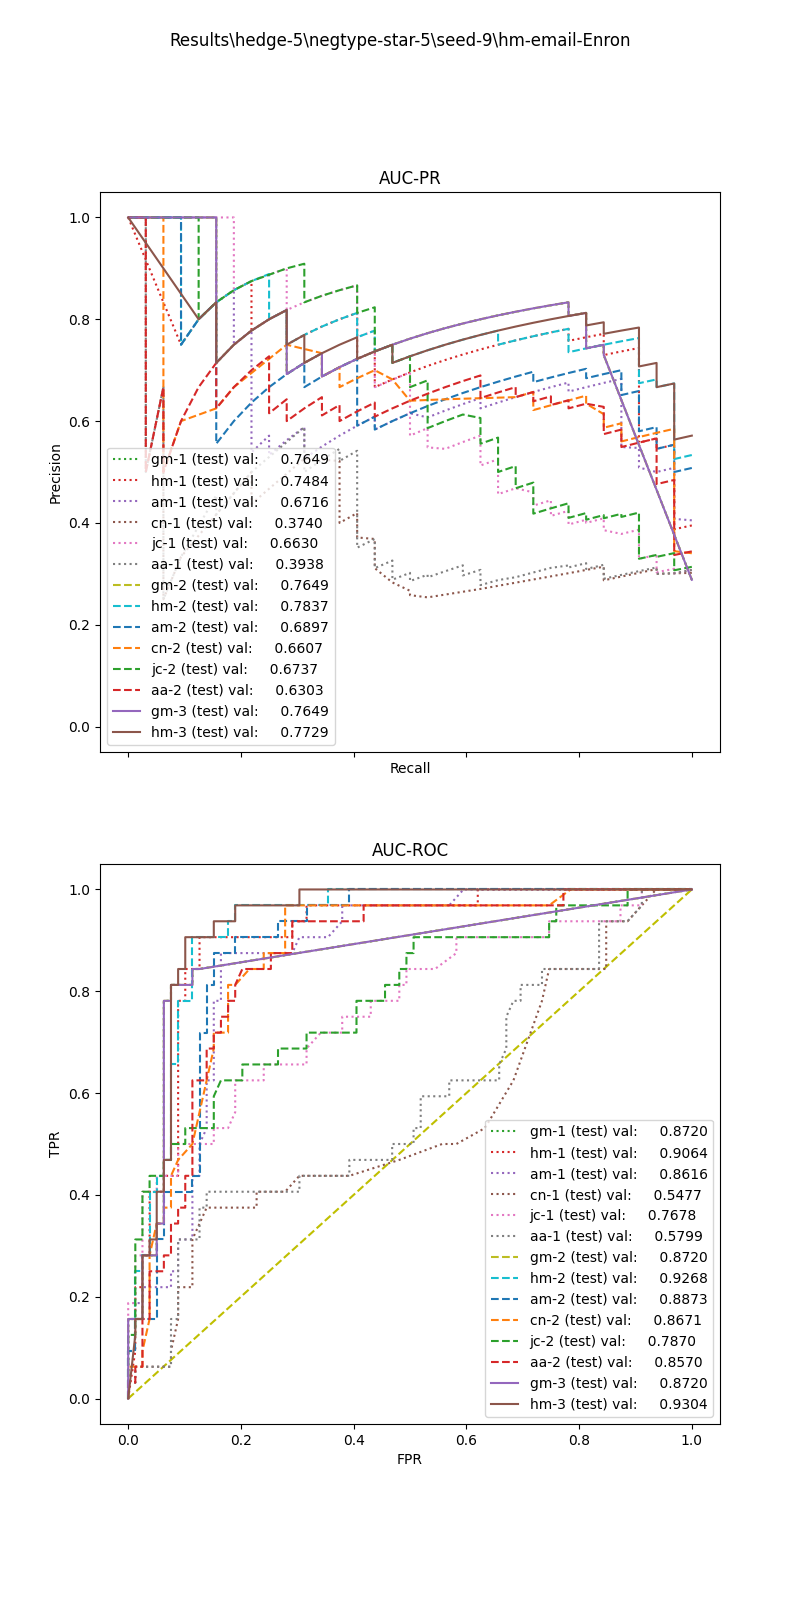 Results\hedge-5\negtype-star-5\seed-9\hm-email-Enron
AUC-PR
1.0
0.8
0.6
0.4
0.2
0.0
Precision
gm-1 (test) val: 0.7649
hm-1 (test) val: 0.7484
am-1 (test) val: 0.6716
cn-1 (test) val: 0.3740
jc-1 (test) val: 0.6630
aa-1 (test) val: 0.3938
gm-2 (test) val: 0.7649
hm-2 (test) val: 0.7837
am-2 (test) val: 0.6897
cn-2 (test) val: 0.6607
jc-2 (test) val: 0.6737
aa-2 (test) val: 0.6303
gm-3 (test) val: 0.7649
hm-3 (test) val: 0.7729
Recall
AUC-ROC
1.0
0.8
0.6
0.4
0.2
0.0
TPR
gm-1 (test) val: 0.8720
hm-1 (test) val: 0.9064
am-1 (test) val: 0.8616
cn-1 (test) val: 0.5477
jc-1 (test) val: 0.7678
aa-1 (test) val: 0.5799
gm-2 (test) val: 0.8720
hm-2 (test) val: 0.9268
am-2 (test) val: 0.8873
cn-2 (test) val: 0.8671
jc-2 (test) val: 0.7870
aa-2 (test) val: 0.8570
gm-3 (test) val: 0.8720
hm-3 (test) val: 0.9304
0.0 0.2 0.4 0.6 0.8 1.0
FPR